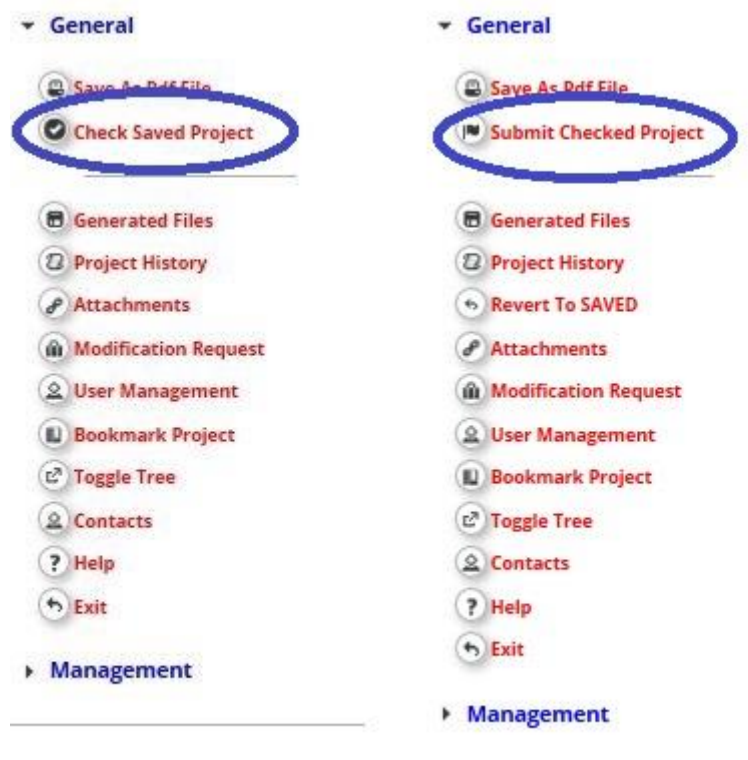 General
Save As Pdf File
Check Saved Project
Generated Files
Project History
Attachments
Modification Request
User Management
Bookmark Project
Toggle Tree
Contacts
? Help
Exit
Management
General
Save As Pdf File
Submit Checked Project
Generated Files
Project History
Revert To SAVED
Attachments
Modification Request
User Management
Bookmark Project
Toggle Tree
Contacts
? Help
Exit
Management